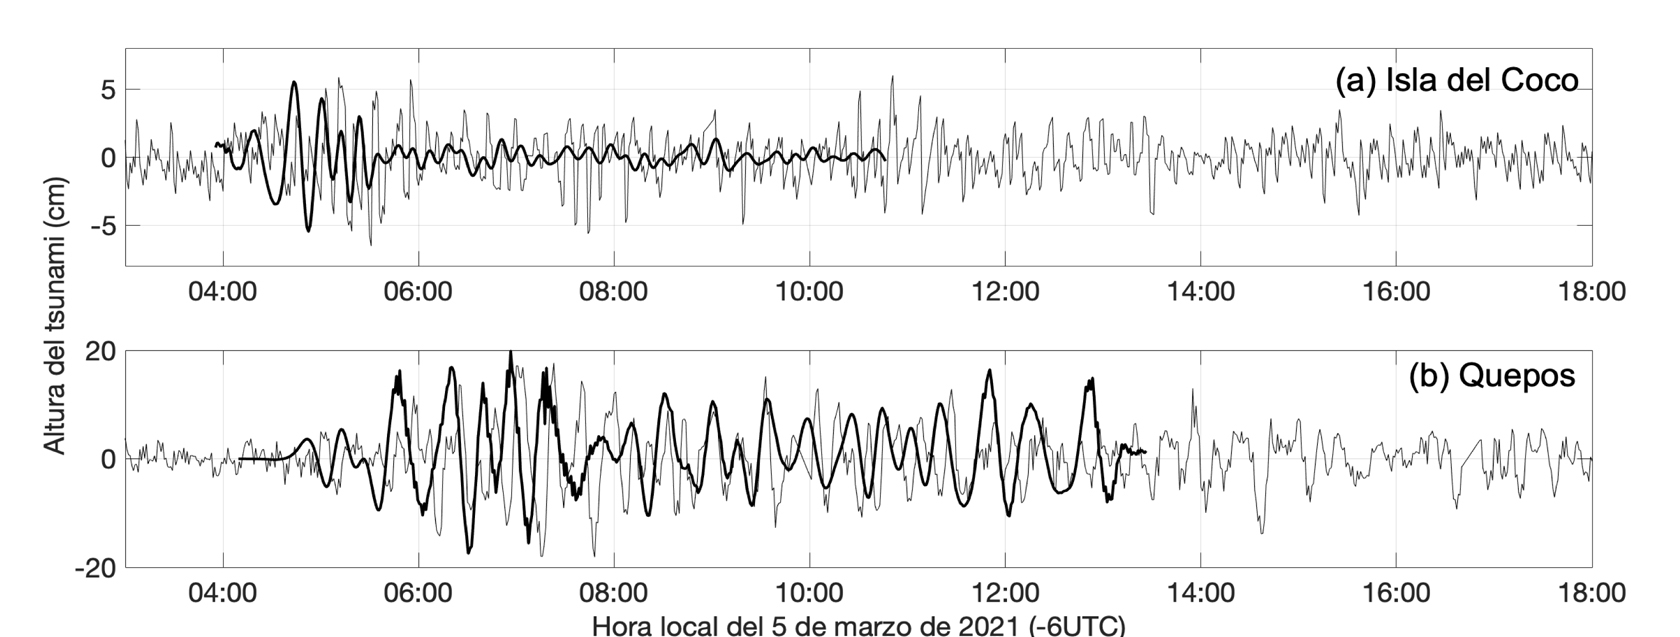 (a) Isla del Coco
5
0
-5
04:00 06:00 08:00 10:00 12:00 14:00 16:00 18:00
Altura del tsunami (cm)
(b) Quepos
20
0
-20
04:00 06:00 08:00 10:00 12:00 14:00 16:00 18:00
Hora local del 5 de marzo de 2021 (-6UTC)